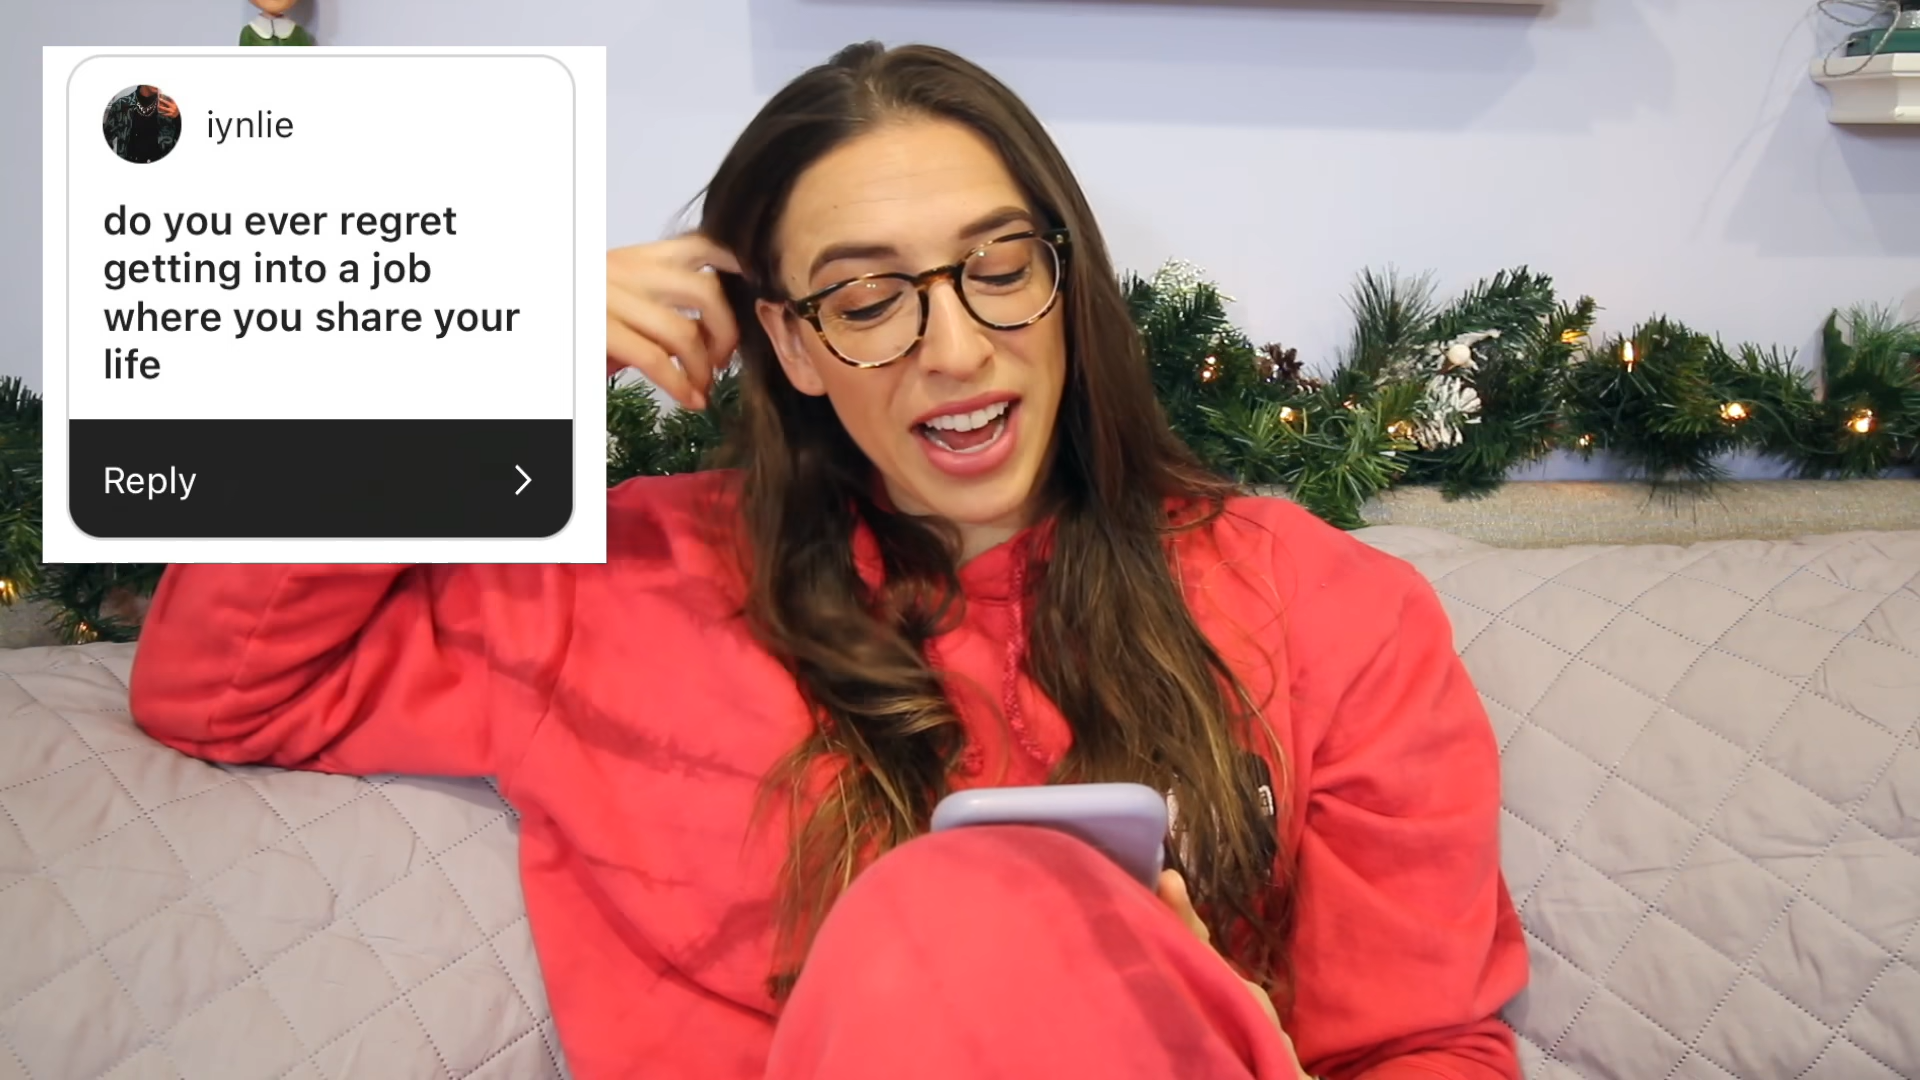 iynlie
do you ever regret
getting into a job
where you share your
life
Reply